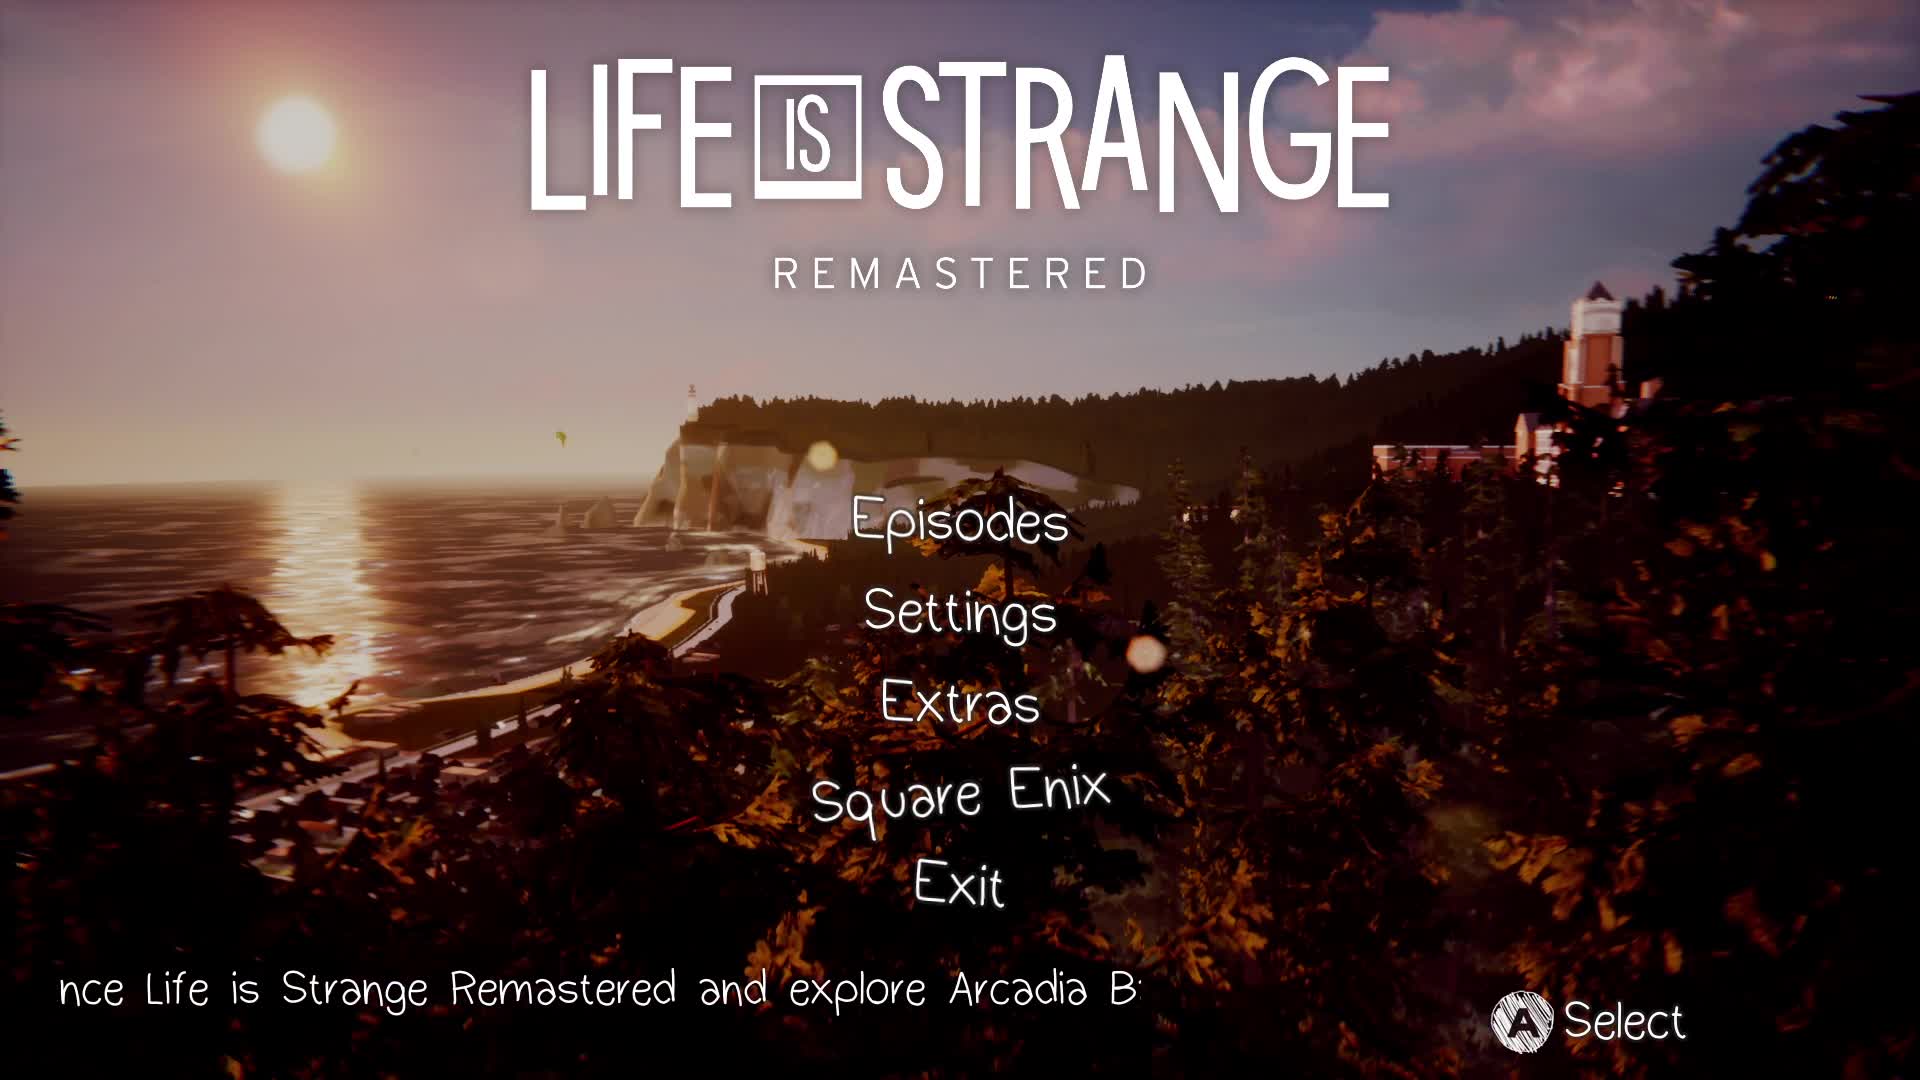 LIFE IS STRANGE
REMASTERED
Episodes
Settings
Extras
Square Enix
Exit
nce Life is Strange Remastered and explore Arcadia
A Select